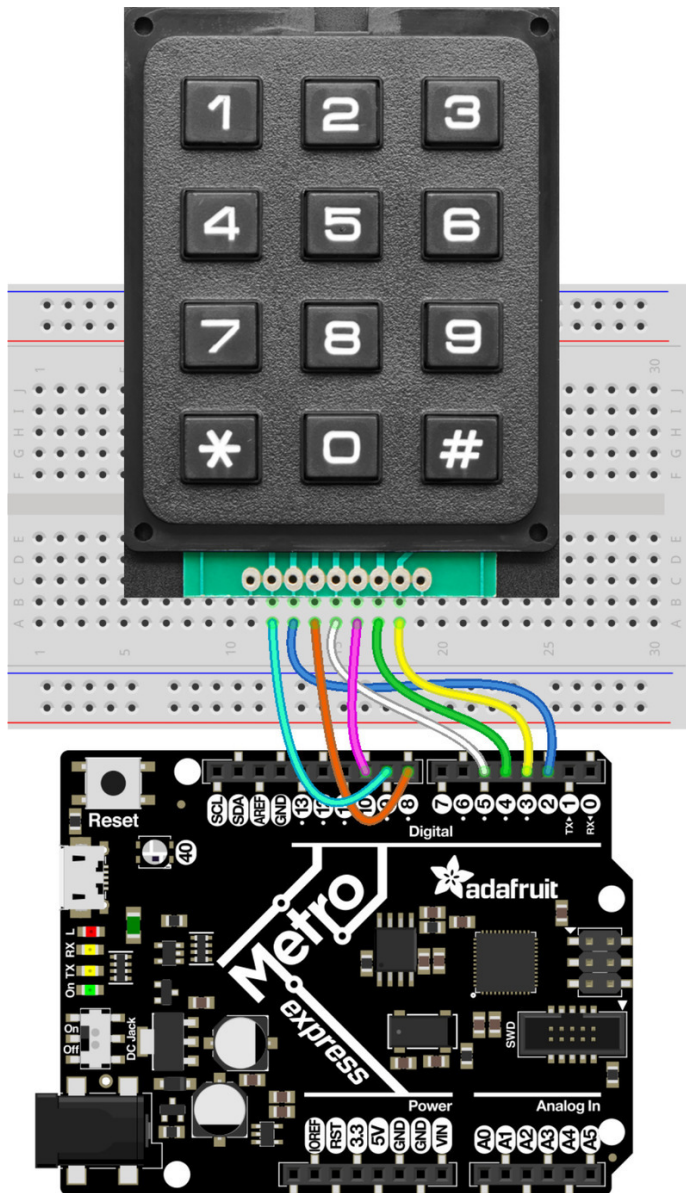 1 2 3
4 5 6
7 8 9
* 0 #
1 30
J J
I I
H H
G G
F F
E E
D D
C C
B B
A A
1 5 10 20 25 30
SCL SDA AREF GND 13 12 11 10 9 8 7 6 5 4 3 2 TX▸1 RX◂0
Reset
Digital
40
adafruit
Metro
express
L
RX
TX
On
On
Off
DC Jack
SWD
Power
Analog In
IOREF RST 3.3 5V GND GND VIN A0 A1 A2 A3 A4 A5